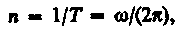 n = 1/T = ω/(2π),